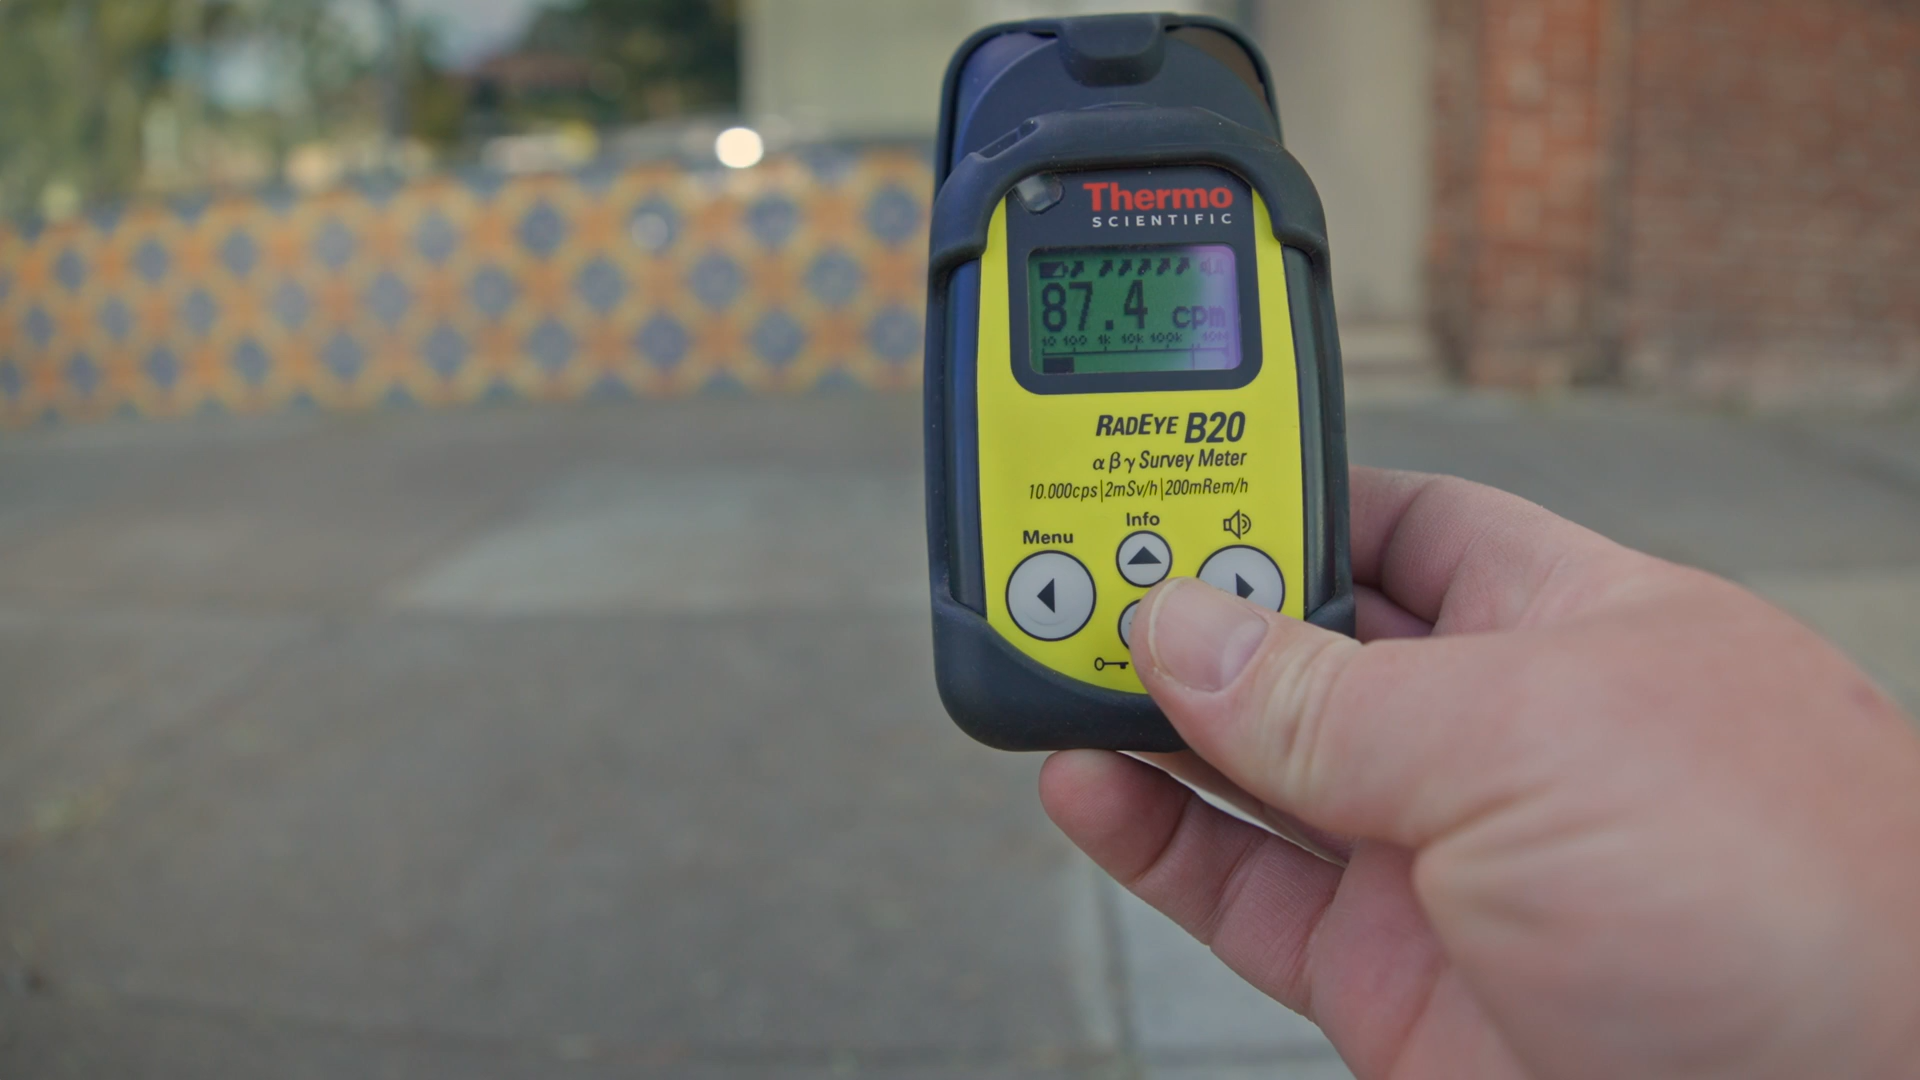 Thermo
SCIENTIFIC
87.4 cpm
10 100 1k 10k 100k
RADEYE B20
α β γ Survey Meter
10.000cps|2mSv/h|200mRem/h
Info
Menu